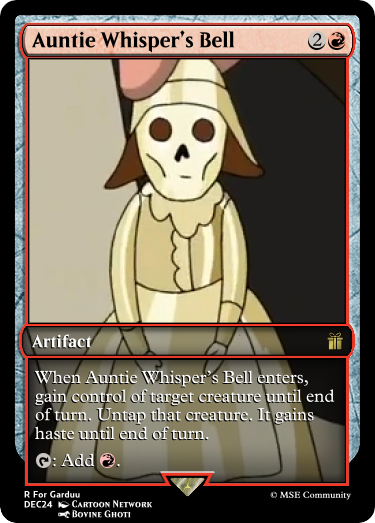 Auntie Whisper's Bell 2
Artifact
When Auntie Whisper's Bell enters,
gain control of target creature until end
of turn. Untap that creature. It gains
haste until end of turn.
: Add .
R For Garduu
DEC24 Cartoon Network
Bovine Ghoti
© MSE Community